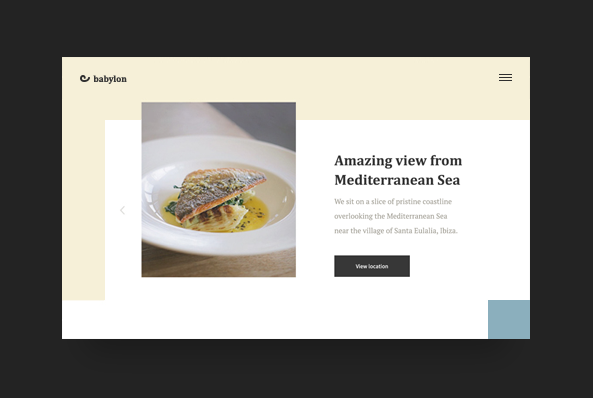 babylon
Amazing view from
Mediterranean Sea
We sit on a slice of pristine coastline
overlooking the Mediterranean Sea
near the village of Santa Eulalia, Ibiza.
View location